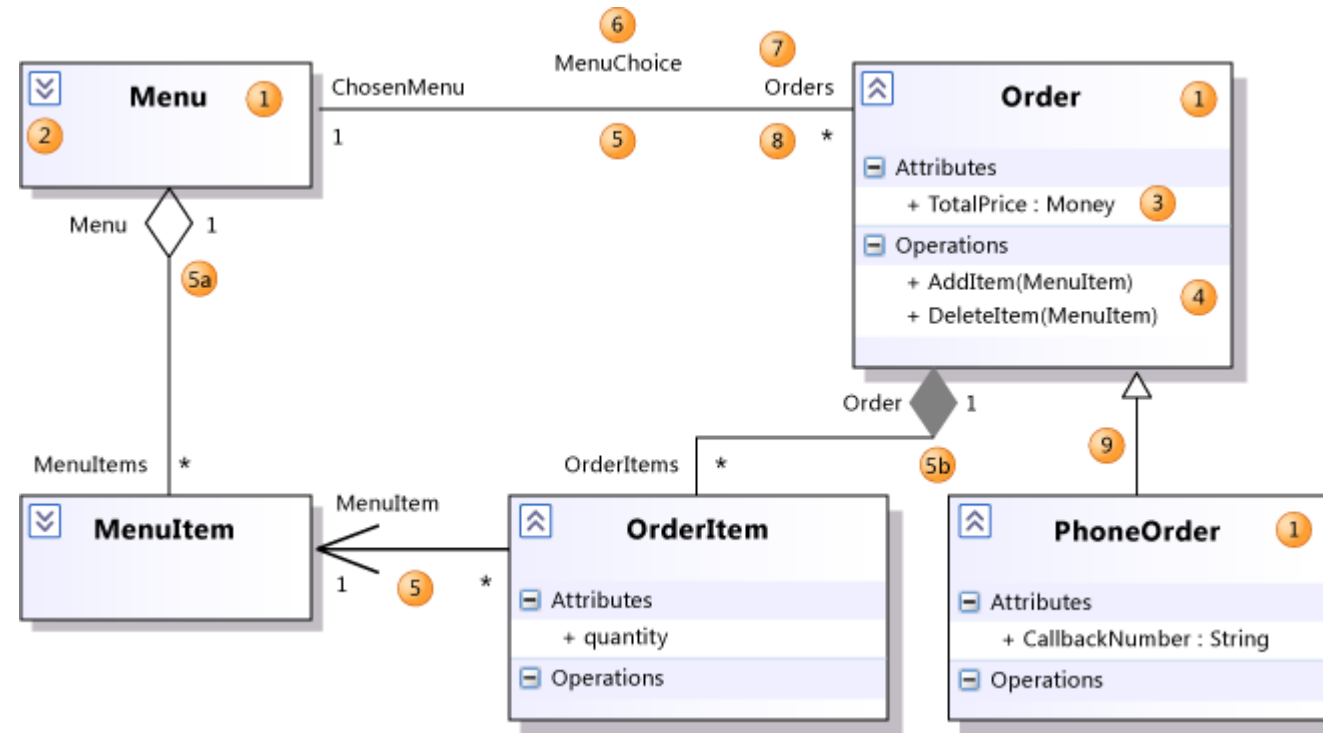 6
MenuChoice
7
Menu 1
2
ChosenMenu
1
5
Orders
8 *
Order 1
Attributes
+ TotalPrice : Money 3
Operations
+ AddItem(MenuItem)
+ DeleteItem(MenuItem)
4
Menu 1
5a
MenuItems *
Order 1
5b
OrderItems *
9
MenuItem
MenuItem
1 5 *
OrderItem
Attributes
+ quantity
Operations
PhoneOrder 1
Attributes
+ CallbackNumber : String
Operations